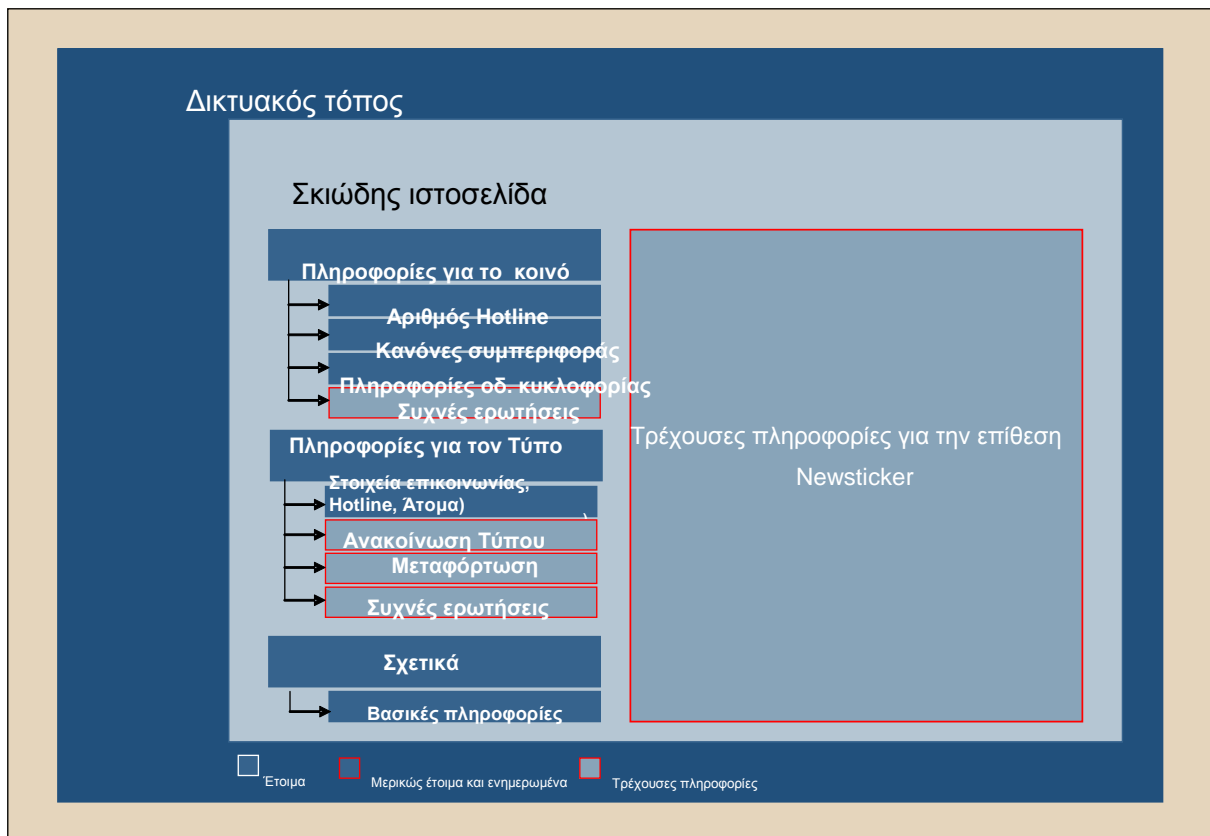 Δικτυακός τόπος
Σκιώδης ιστοσελίδα
Πληροφορίες για το κοινό
Αριθμός Hotline
Κανόνες συμπεριφοράς
Πληροφορίες οδ. κυκλοφορίας
Συχνές ερωτήσεις
Πληροφορίες για τον Τύπο
Στοιχεία επικοινωνίας,
Hotline, Άτομα)
)
Ανακοίνωση Τύπου
Μεταφόρτωση
Συχνές ερωτήσεις
Σχετικά
Βασικές πληροφορίες
Τρέχουσες πληροφορίες για την επίθεση
Newsticker
Έτοιμα
Μερικώς έτοιμα και ενημερωμένα
Τρέχουσες πληροφορίες